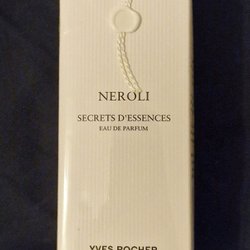 NEROLI
SECRETS D'ESSENCES
EAU DE PARFUM
YVES ROCHER